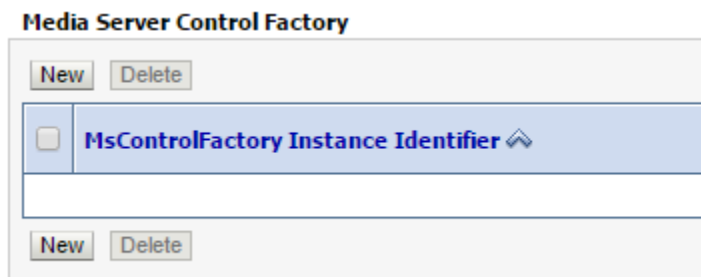 Media Server Control Factory
New Delete
MsControlFactory Instance Identifier
New Delete